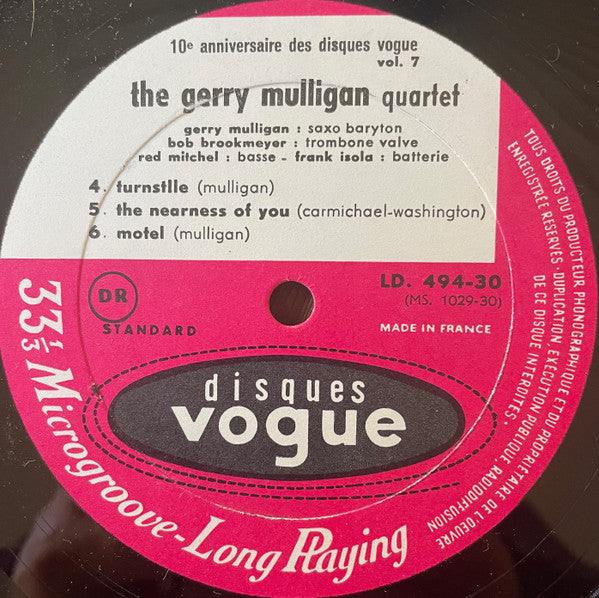 10e anniversaire des disques vogue
vol. 7
the gerry mulligan quartet
gerry mulligan : saxo baryton
bob brookmeyer : trombone valve
red mitchel : basse - frank isola : batterie
4. turnstlle (mulligan)
5. the nearness of you (carmichael-washington)
6. motel (mulligan)
DR
STANDARD
LD. 494-30
(MS. 1029-30)
MADE IN FRANCE
disques
vogue
33 1/3 Microgroove-Long Playing
TOUS DROITS DU PRODUCTEUR PHONOGRAPHIQUE ET DU PROPRIETAIRE DE L'OEUVRE
ENREGISTREE RESERVES · DUPLICATION EXECUTION PUBLIQUE RADIODIFFUSION
DE CE DISQUE INTERDITES ·